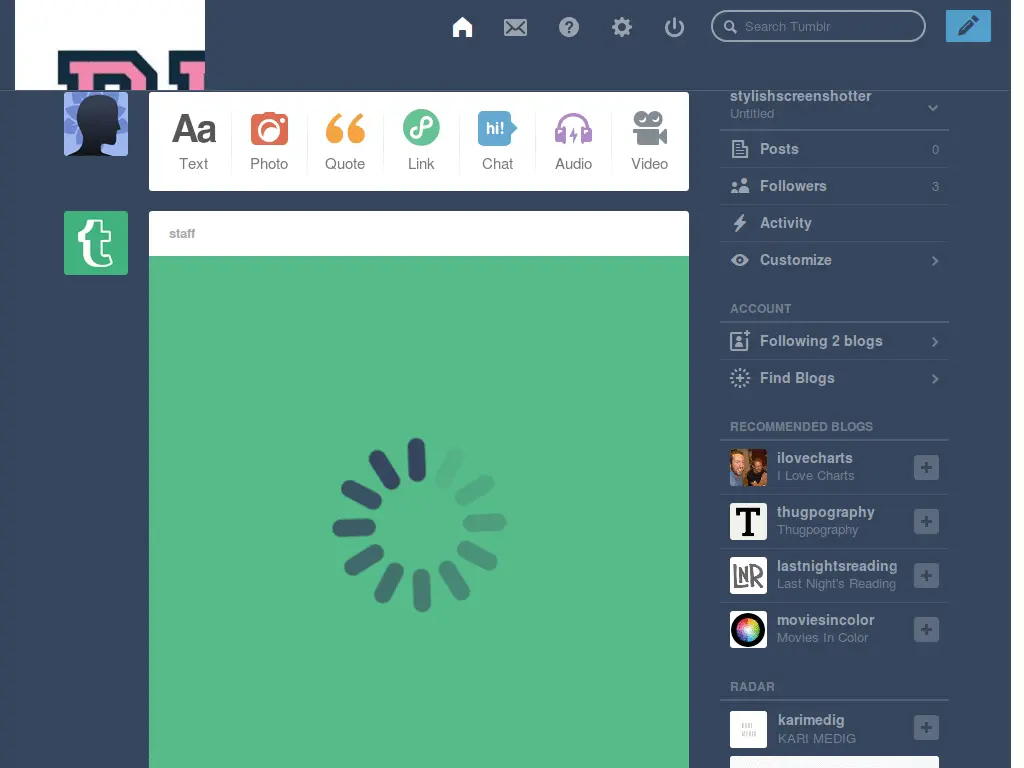 Search Tumblr
Aa
hi!
Text
Photo
Quote
Link
Chat
Audio
Video
staff
stylishscreenshotter
Untitled
Posts 0
Followers 3
Activity
Customize
ACCOUNT
Following 2 blogs
Find Blogs
RECOMMENDED BLOGS
ilovecharts
I Love Charts
T
thugpography
Thugpography
LNR
lastnightsreading
Last Night's Reading
moviesincolor
Movies In Color
RADAR
karimedig
KARI MEDIG